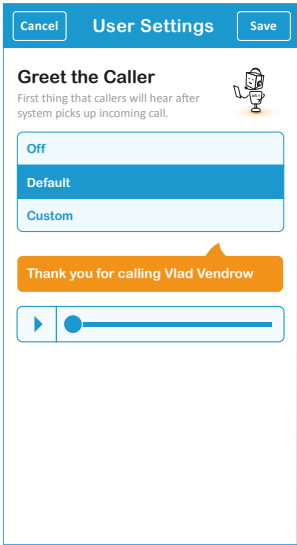 Cancel
User Settings
Save
Greet the Caller
First thing that callers will hear after
system picks up incoming call.
Off
Default
Custom
Thank you for calling Vlad Vendrow